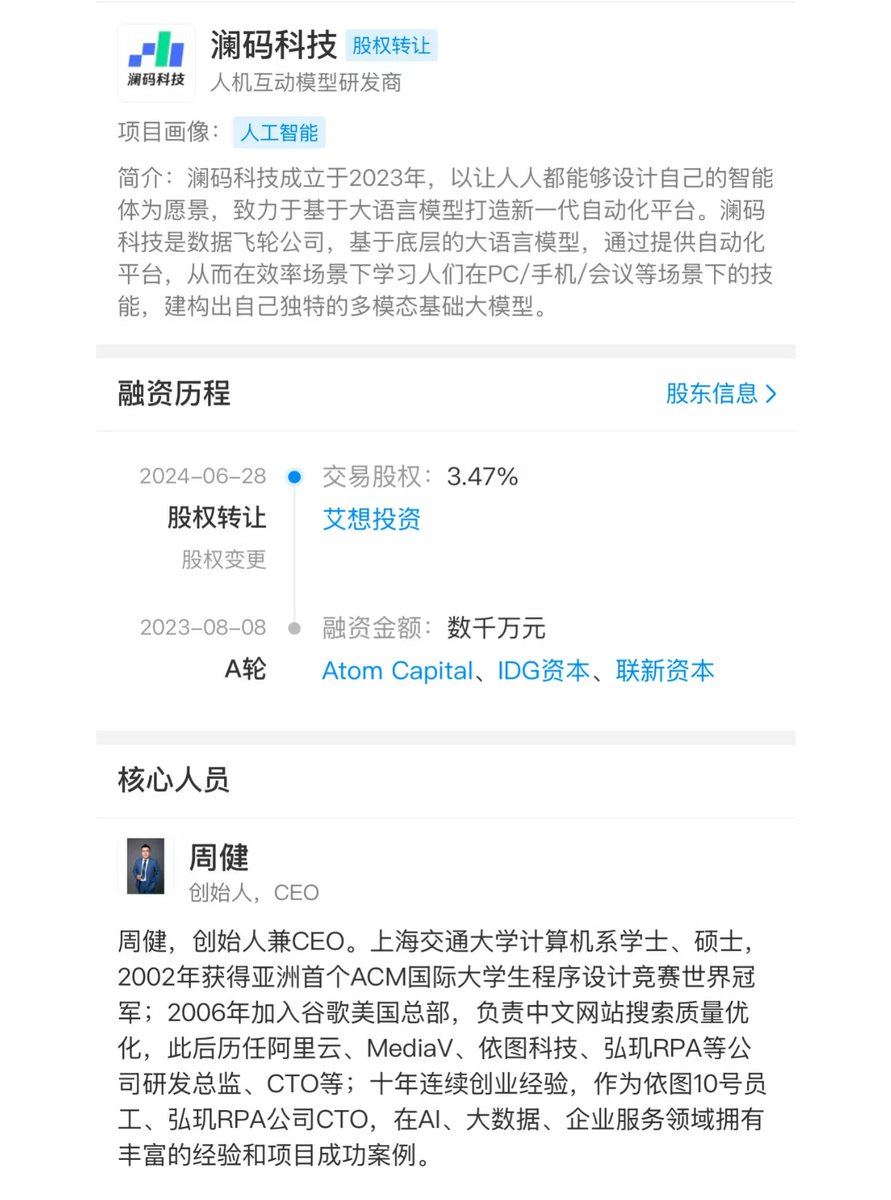 澜码科技
澜码科技 股权转让
人机互动模型研发商
项目画像： 人工智能
简介：澜码科技成立于2023年，以让人人都能够设计自己的智能
体为愿景，致力于基于大语言模型打造新一代自动化平台。澜码
科技是数据飞轮公司，基于底层的大语言模型，通过提供自动化
平台，从而在效率场景下学习人们在PC/手机/会议等场景下的技
能，建构出自己独特的多模态基础大模型。
融资历程 股东信息
2024-06-28 交易股权：3.47%
股权转让 艾想投资
股权变更
2023-08-08 融资金额：数千万元
A轮 Atom Capital、IDG资本、联新资本
核心人员
周健
创始人，CEO
周健，创始人兼CEO。上海交通大学计算机系学士、硕士，
2002年获得亚洲首个ACM国际大学生程序设计竞赛世界冠
军；2006年加入谷歌美国总部，负责中文网站搜索质量优
化，此后历任阿里云、MediaV、依图科技、弘玑RPA等公
司研发总监、CTO等；十年连续创业经验，作为依图10号员
工、弘玑RPA公司CTO，在AI、大数据、企业服务领域拥有
丰富的经验和项目成功案例。